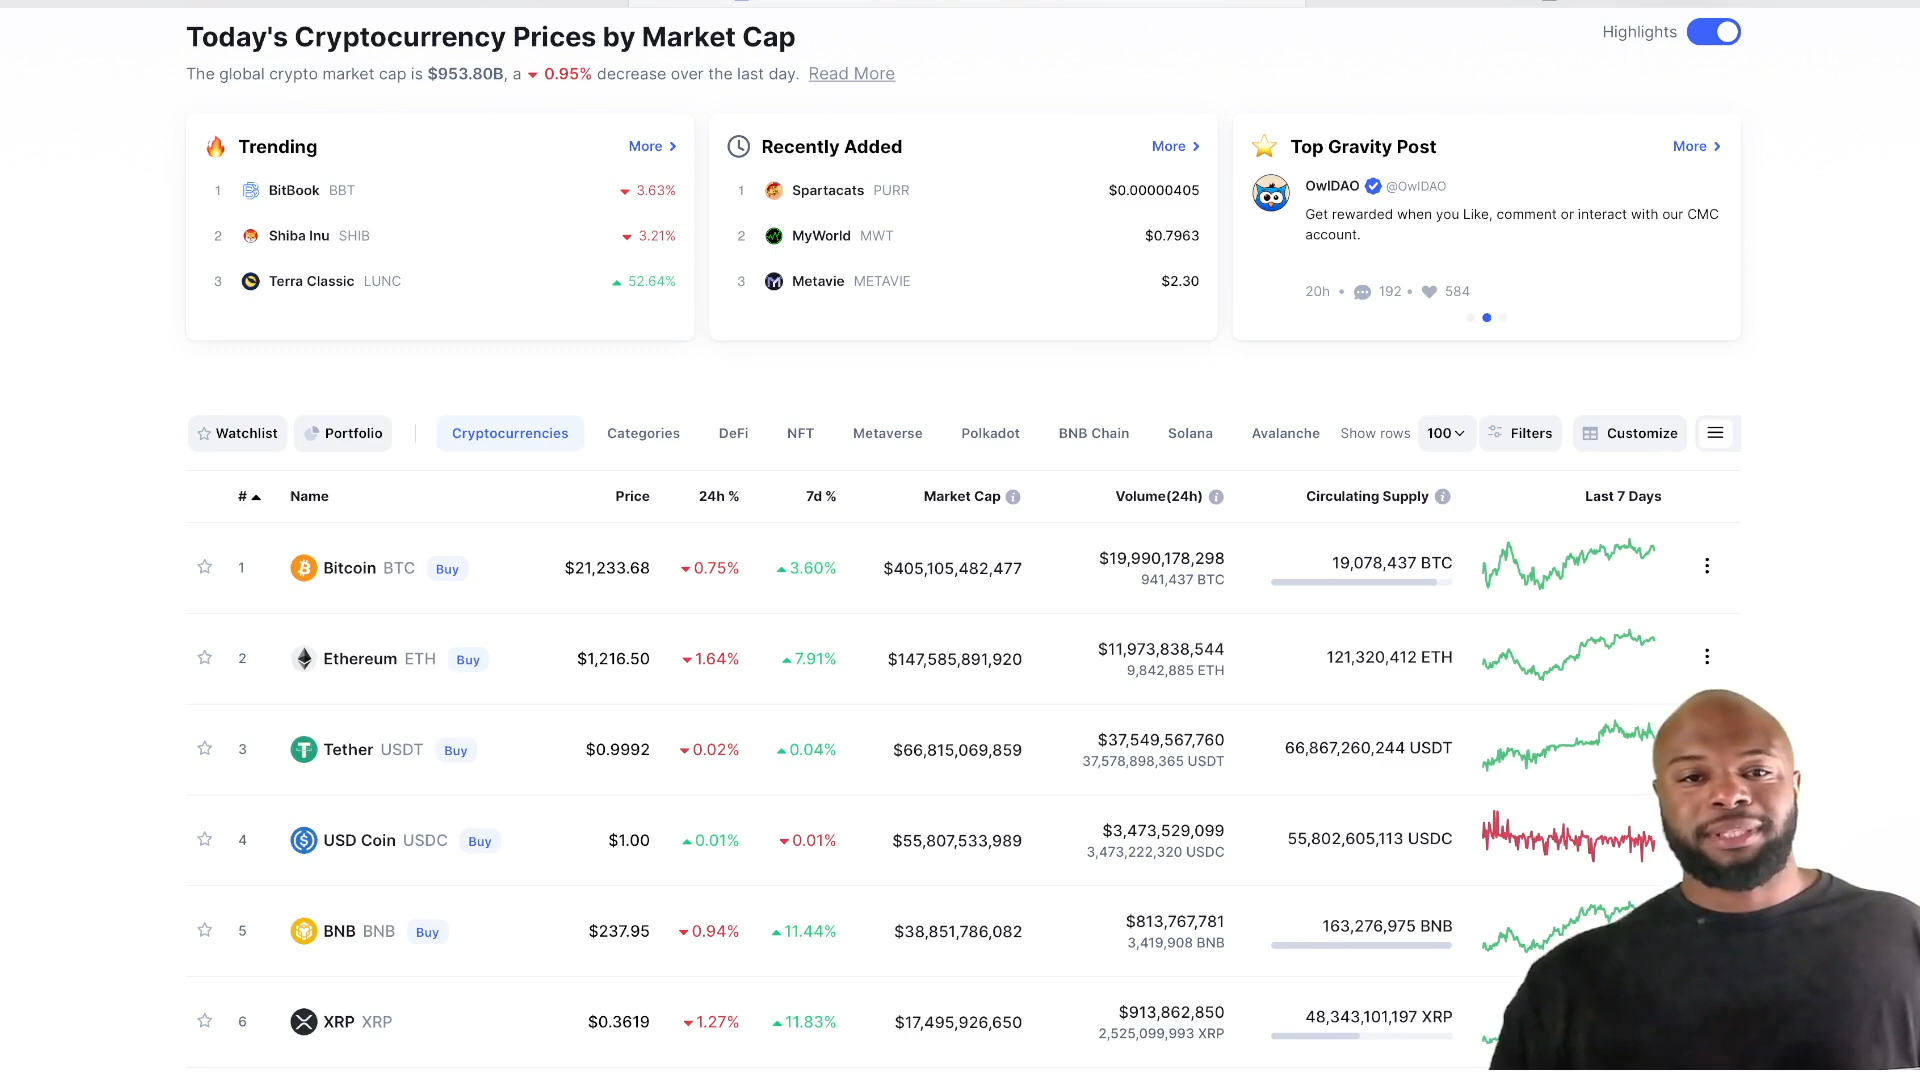 Today's Cryptocurrency Prices by Market Cap
Highlights
The global crypto market cap is $953.80B, a 0.95% decrease over the last day. Read More
Trending
More
1 BitBook BBT 3.63%
2 Shiba Inu SHIB 3.21%
3 Terra Classic LUNC 52.64%
Recently Added
More
1 Spartacats PURR $0.00000405
2 MyWorld MWT $0.7963
3 Metavie METAVIE $2.30
Top Gravity Post
More
OwlDAO @OwlDAO
Get rewarded when you Like, comment or interact with our CMC
account.
20h • 192 • 584
Watchlist Portfolio Cryptocurrencies Categories DeFi NFT Metaverse Polkadot BNB Chain Solana Avalanche Show rows 100 Filters Customize
# Name Price 24h % 7d % Market Cap Volume(24h) Circulating Supply Last 7 Days
1 Bitcoin BTC Buy $21,233.68 0.75% 3.60% $405,105,482,477 $19,990,178,298 19,078,437 BTC
941,437 BTC
2 Ethereum ETH Buy $1,216.50 1.64% 7.91% $147,585,891,920 $11,973,838,544 121,320,412 ETH
9,842,885 ETH
3 Tether USDT Buy $0.9992 0.02% 0.04% $66,815,069,859 $37,549,567,760 66,867,260,244 USDT
37,578,898,365 USDT
4 USD Coin USDC Buy $1.00 0.01% 0.01% $55,807,533,989 $3,473,529,099 55,802,605,113 USDC
3,473,222,320 USDC
5 BNB BNB Buy $237.95 0.94% 11.44% $38,851,786,082 $813,767,781 163,276,975 BNB
3,419,908 BNB
6 XRP XRP $0.3619 1.27% 11.83% $17,495,926,650 $913,862,850 48,343,101,197 XRP
2,525,099,993 XRP